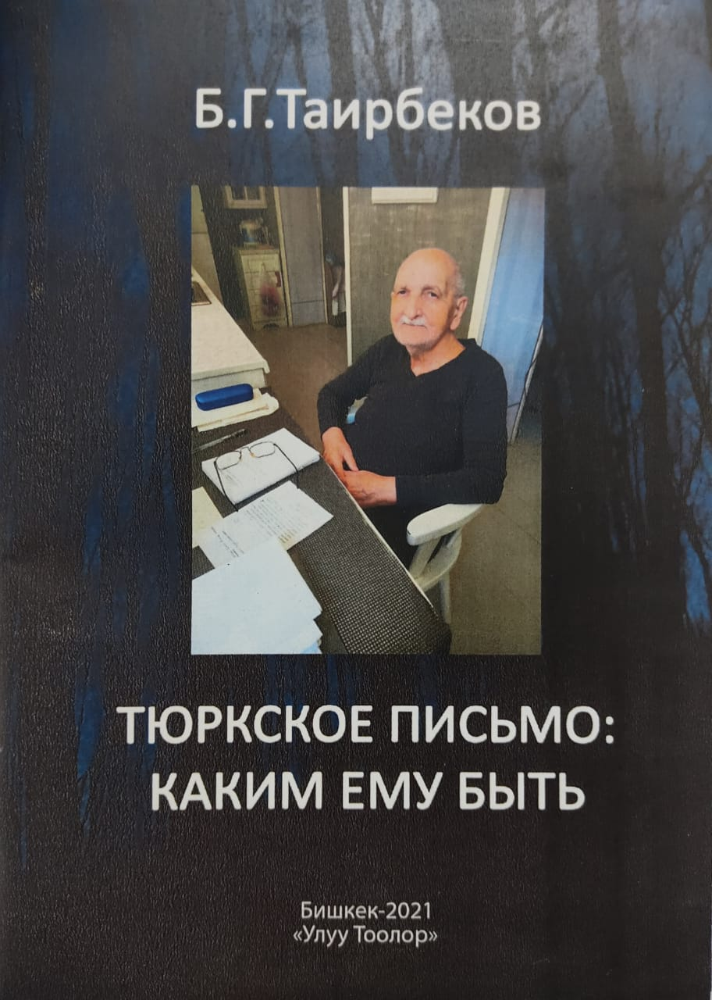 Б.Г.Таирбеков
ТЮРКСКОЕ ПИСЬМО:
КАКИМ ЕМУ БЫТЬ
Бишкек-2021
«Улуу Тоолор»